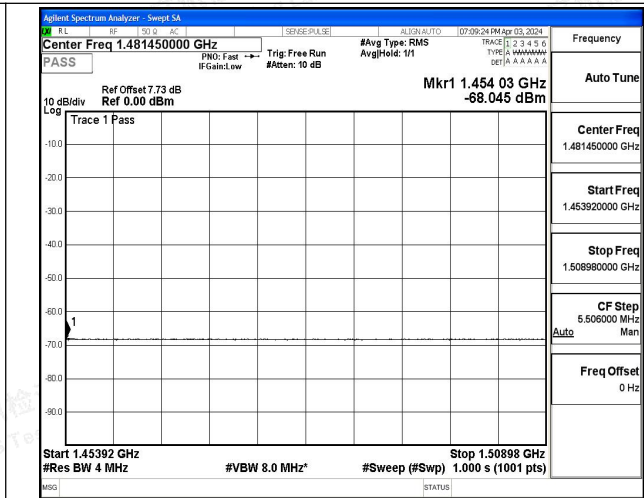 Agilent Spectrum Analyzer - Swept SA
RL RF 50 Ω AC SENSE:PULSE ALIGN AUTO 07:09:24 PM Apr 03, 2024
Center Freq 1.481450000 GHz
PASS
PNO: Fast
IFGain:Low
Trig: Free Run
#Atten: 10 dB
#Avg Type: RMS
Avg|Hold: 1/1
TRACE 1 2 3 4 5 6
TYPE A WWWWW
DET A A A A A A
Ref Offset 7.73 dB
10 dB/div Ref 0.00 dBm
Log
Mkr1 1.454 03 GHz
-68.045 dBm
Trace 1 Pass
-10.0
-20.0
-30.0
-40.0
-50.0
-60.0
1
-70.0
-80.0
-90.0
Start 1.45392 GHz Stop 1.50898 GHz
#Res BW 4 MHz #VBW 8.0 MHz* #Sweep (#Swp) 1.000 s (1001 pts)
MSG STATUS
Frequency
Auto Tune
Center Freq
1.481450000 GHz
Start Freq
1.453920000 GHz
Stop Freq
1.508980000 GHz
CF Step
5.506000 MHz
Auto Man
Freq Offset
0 Hz